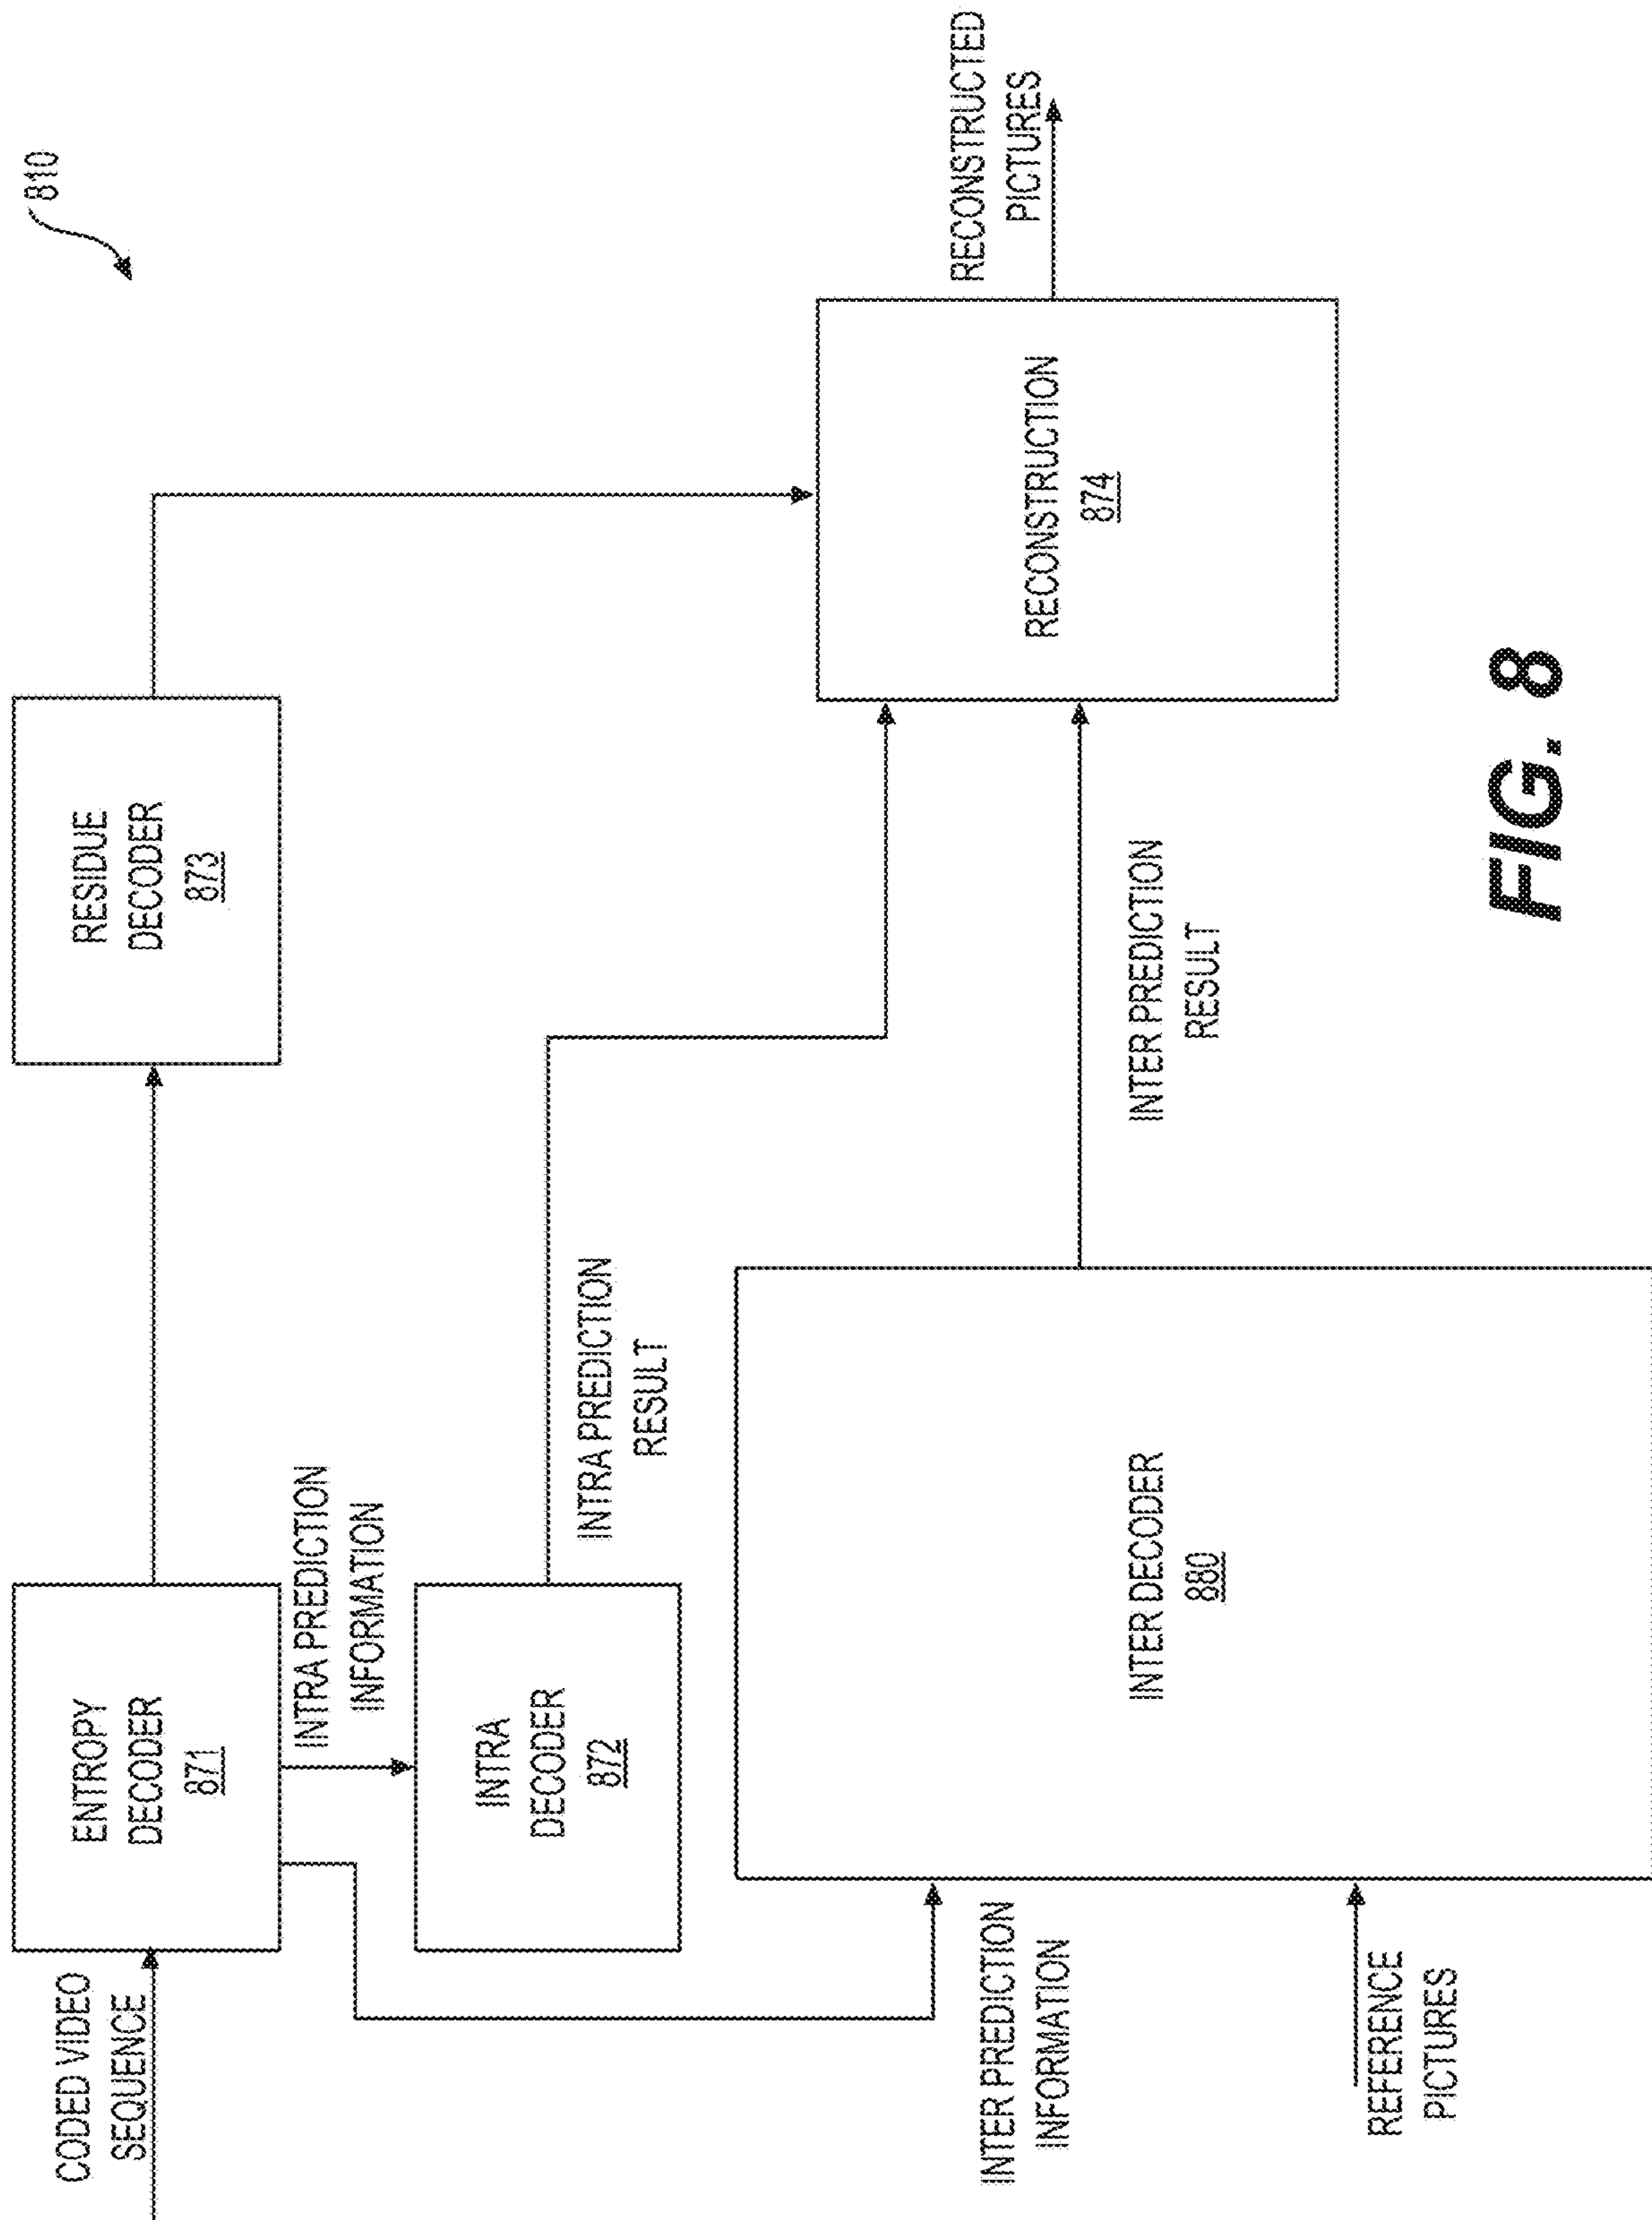 810
CODED VIDEO
SEQUENCE
ENTROPY
DECODER
871
RESIDUE
DECODER
873
INTRA PREDICTION
INFORMATION
INTRA
DECODER
872
INTRA PREDICTION
RESULT
RECONSTRUCTED
PICTURES
RECONSTRUCTION
874
INTER PREDICTION
INFORMATION
INTER DECODER
880
INTER PREDICTION
RESULT
REFERENCE
PICTURES
FIG. 8